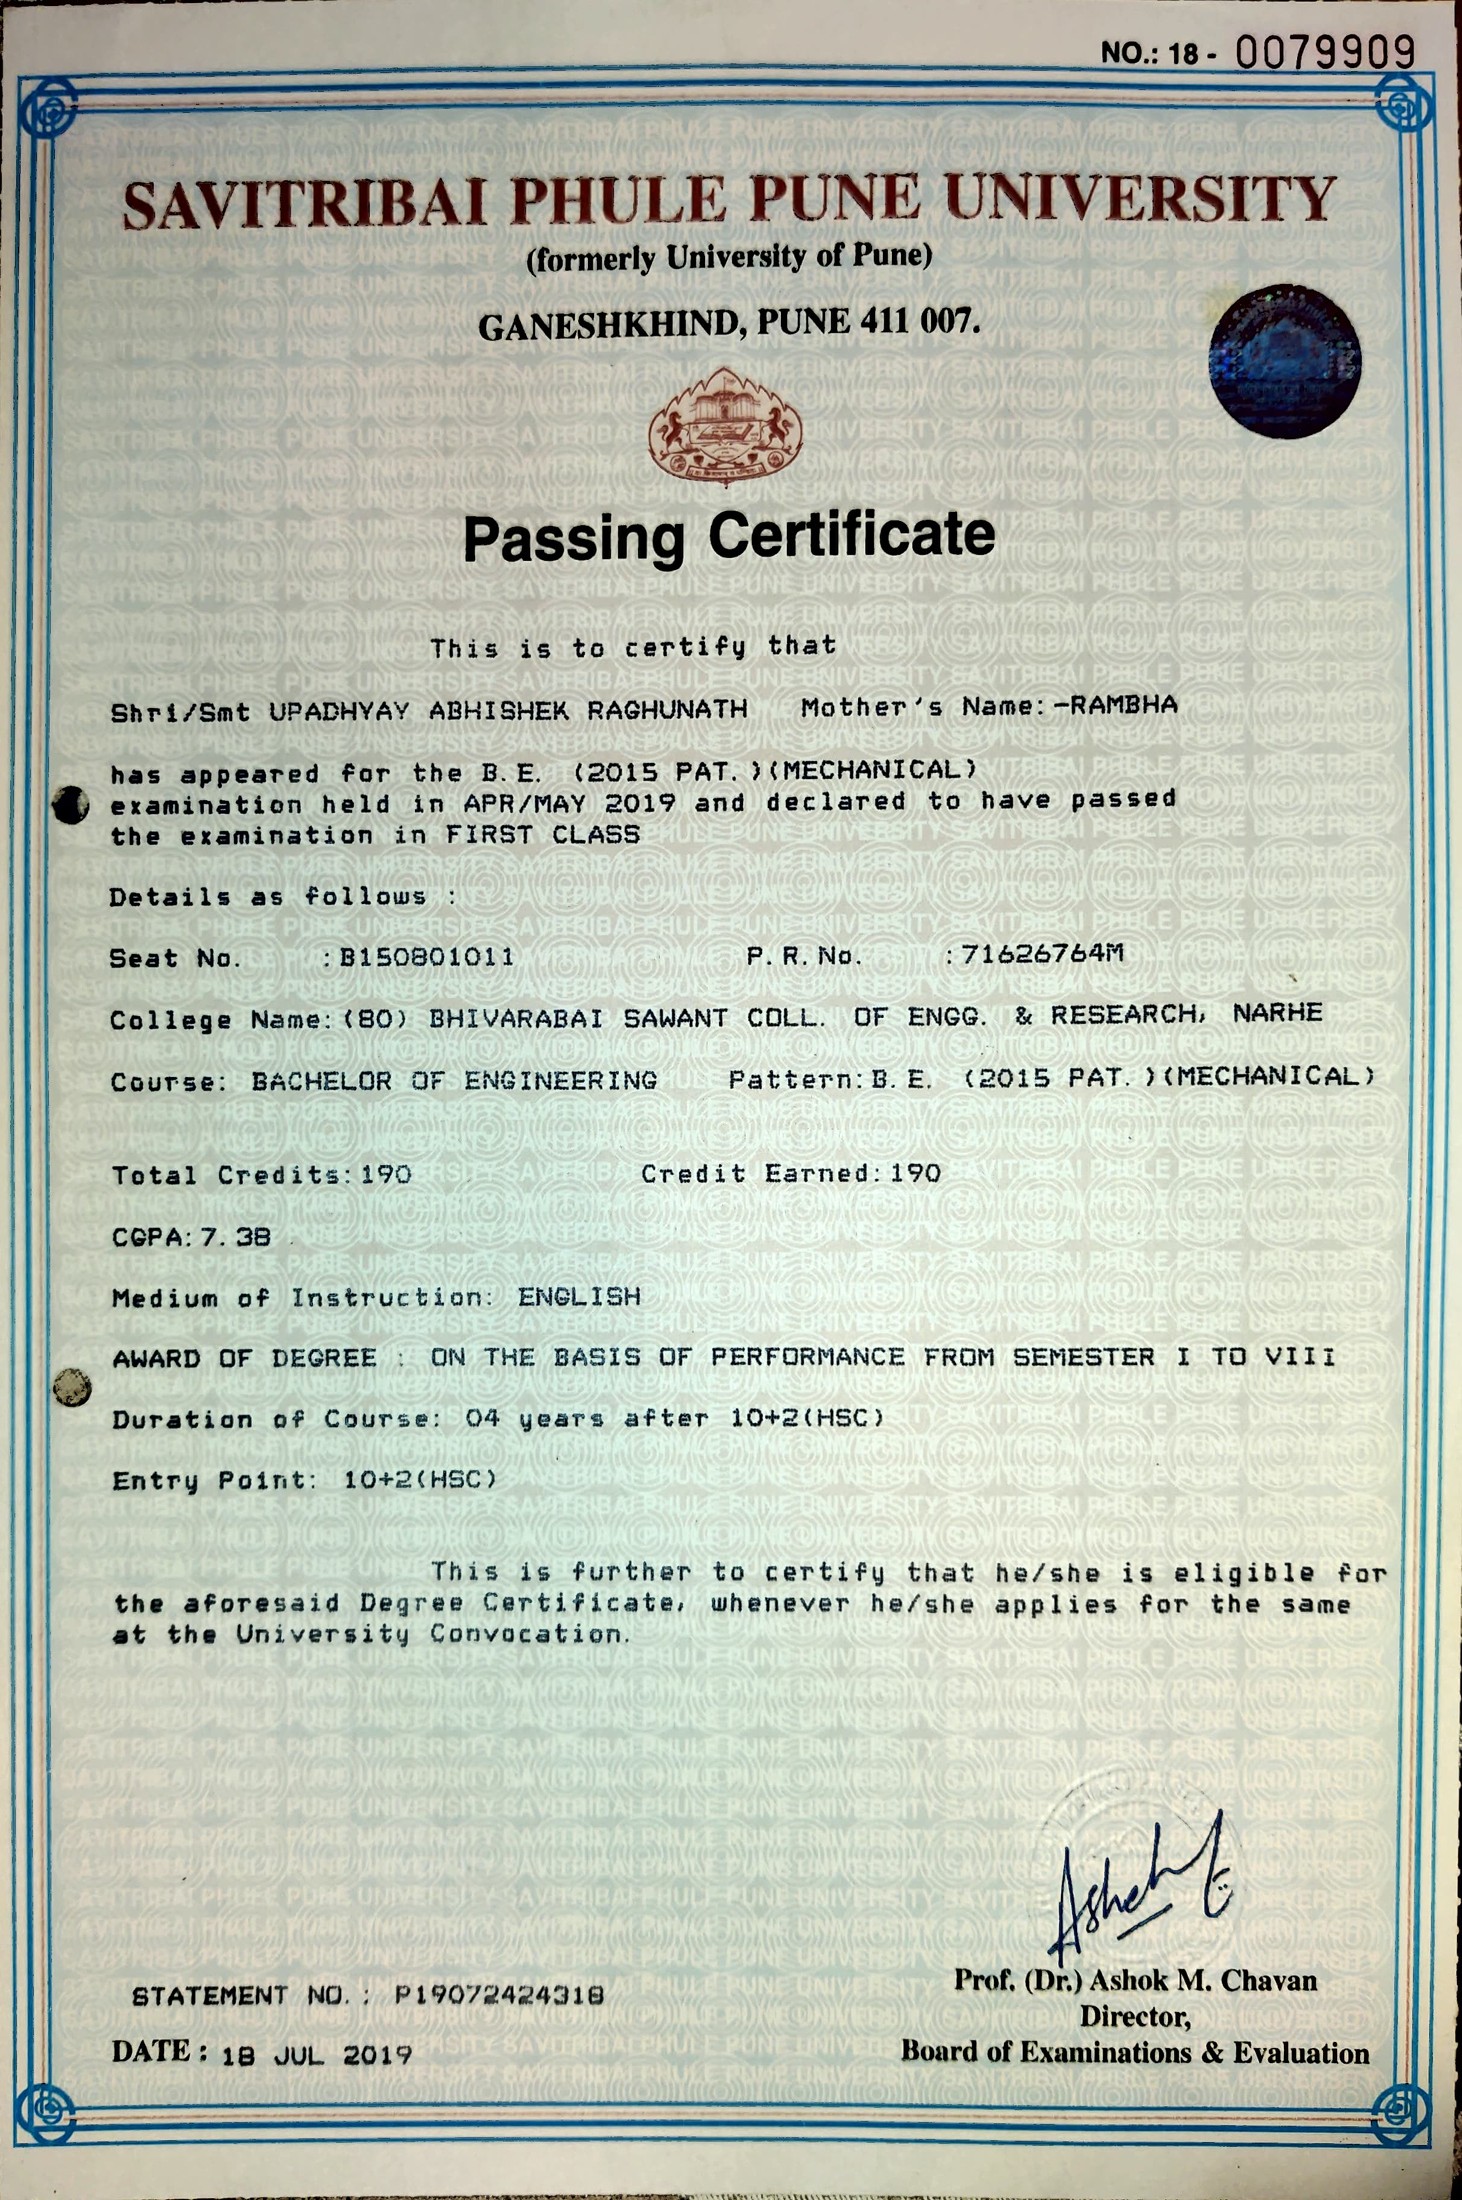 NO.: 18 - 0079909
SAVITRIBAI PHULE PUNE UNIVERSITY
(formerly University of Pune)
GANESHKHIND, PUNE 411 007.
Passing Certificate
This is to certify that
Shri/Smt UPADHYAY ABHISHEK RAGHUNATH Mother's Name:-RAMBHA
has appeared for the B.E. (2015 PAT.)(MECHANICAL)
examination held in APR/MAY 2019 and declared to have passed
the examination in FIRST CLASS
Details as follows :
Seat No. :B150801011 P.R.No. :71626764M
College Name:(80) BHIVARABAI SAWANT COLL. OF ENGG. & RESEARCH, NARHE
Course: BACHELOR OF ENGINEERING Pattern:B.E. (2015 PAT.)(MECHANICAL)
Total Credits:190 Credit Earned:190
CGPA:7.38
Medium of Instruction: ENGLISH
AWARD OF DEGREE : ON THE BASIS OF PERFORMANCE FROM SEMESTER I TO VIII
Duration of Course: 04 years after 10+2(HSC)
Entry Point: 10+2(HSC)
This is further to certify that he/she is eligible for
the aforesaid Degree Certificate, whenever he/she applies for the same
at the University Convocation.
Prof. (Dr.) Ashok M. Chavan
Director,
Board of Examinations & Evaluation
STATEMENT NO. : P19072424318
DATE : 18 JUL 2019